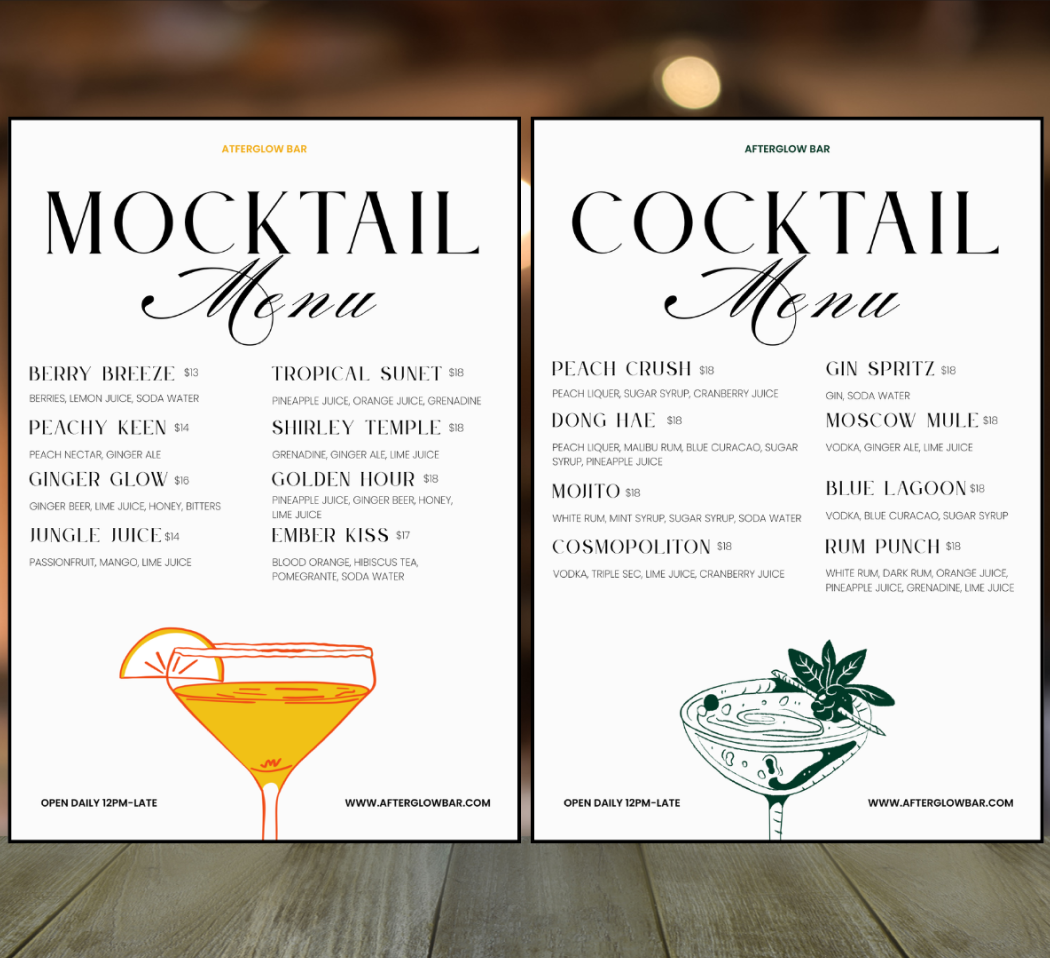 ATFERGLOW BAR
MOCKTAIL
Menu
BERRY BREEZE $13
BERRIES, LEMON JUICE, SODA WATER
PEACHY KEEN $14
PEACH NECTAR, GINGER ALE
GINGER GLOW $16
GINGER BEER, LIME JUICE, HONEY, BITTERS
JUNGLE JUICE $14
PASSIONFRUIT, MANGO, LIME JUICE
TROPICAL SUNET $18
PINEAPPLE JUICE, ORANGE JUICE, GRENADINE
SHIRLEY TEMPLE $18
GRENADINE, GINGER ALE, LIME JUICE
GOLDEN HOUR $18
PINEAPPLE JUICE, GINGER BEER, HONEY,
LIME JUICE
EMBER KISS $17
BLOOD ORANGE, HIBISCUS TEA,
POMEGRANTE, SODA WATER
OPEN DAILY 12PM-LATE
WWW.AFTERGLOWBAR.COM
AFTERGLOW BAR
COCKTAIL
Menu
PEACH CRUSH $18
PEACH LIQUER, SUGAR SYRUP, CRANBERRY JUICE
DONG HAE $18
PEACH LIQUER, MALIBU RUM, BLUE CURACAO, SUGAR
SYRUP, PINEAPPLE JUICE
MOJITO $18
WHITE RUM, MINT SYRUP, SUGAR SYRUP, SODA WATER
COSMOPOLITON $18
VODKA, TRIPLE SEC, LIME JUICE, CRANBERRY JUICE
GIN SPRITZ $18
GIN, SODA WATER
MOSCOW MULE $18
VODKA, GINGER ALE, LIME JUICE
BLUE LAGOON $18
VODKA, BLUE CURACAO, SUGAR SYRUP
RUM PUNCH $18
WHITE RUM, DARK RUM, ORANGE JUICE,
PINEAPPLE JUICE, GRENADINE, LIME JUICE
OPEN DAILY 12PM-LATE
WWW.AFTERGLOWBAR.COM